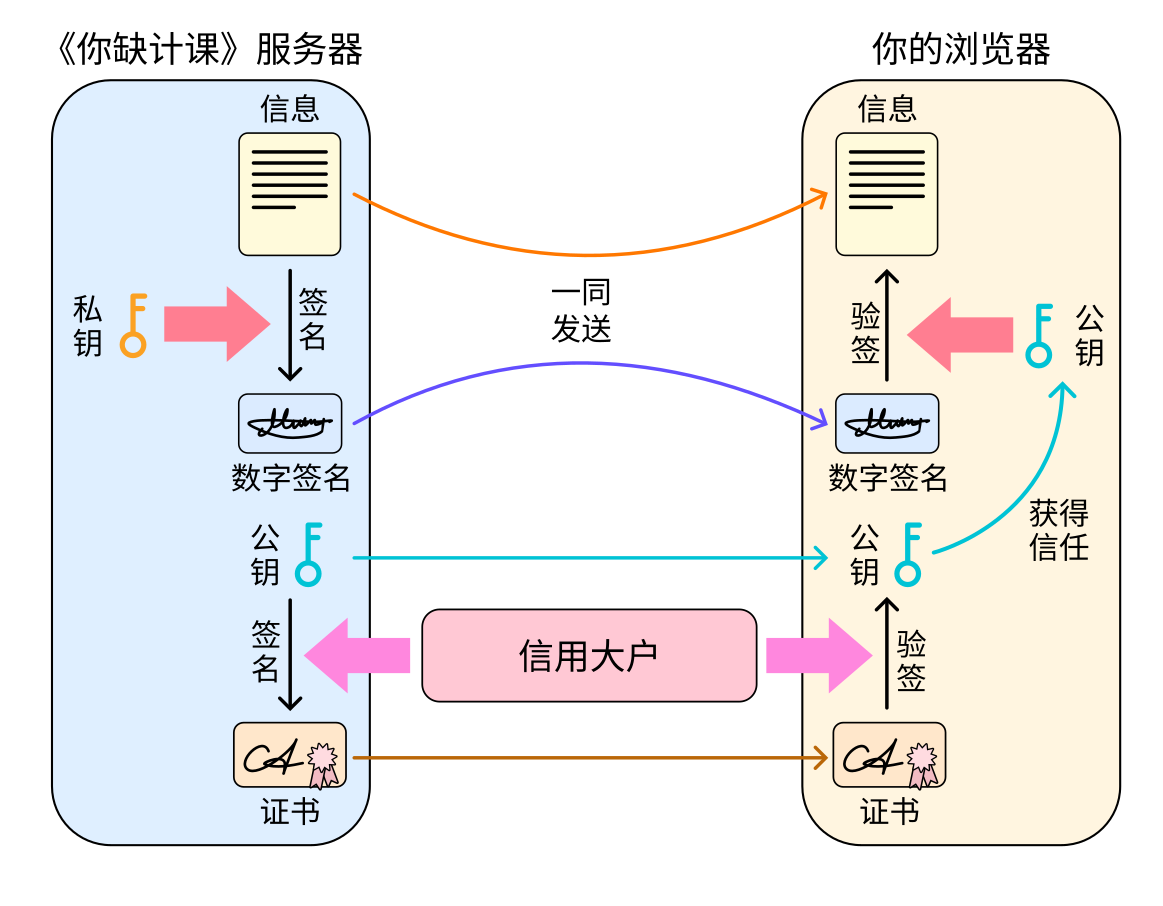 《你缺计课》服务器
你的浏览器
信息
信息
私
钥
签
名
一同
发送
验
签
公
钥
数字签名
数字签名
公
钥
公
钥
获得
信任
签
名
信用大户
验
签
CA
CA
证书
证书